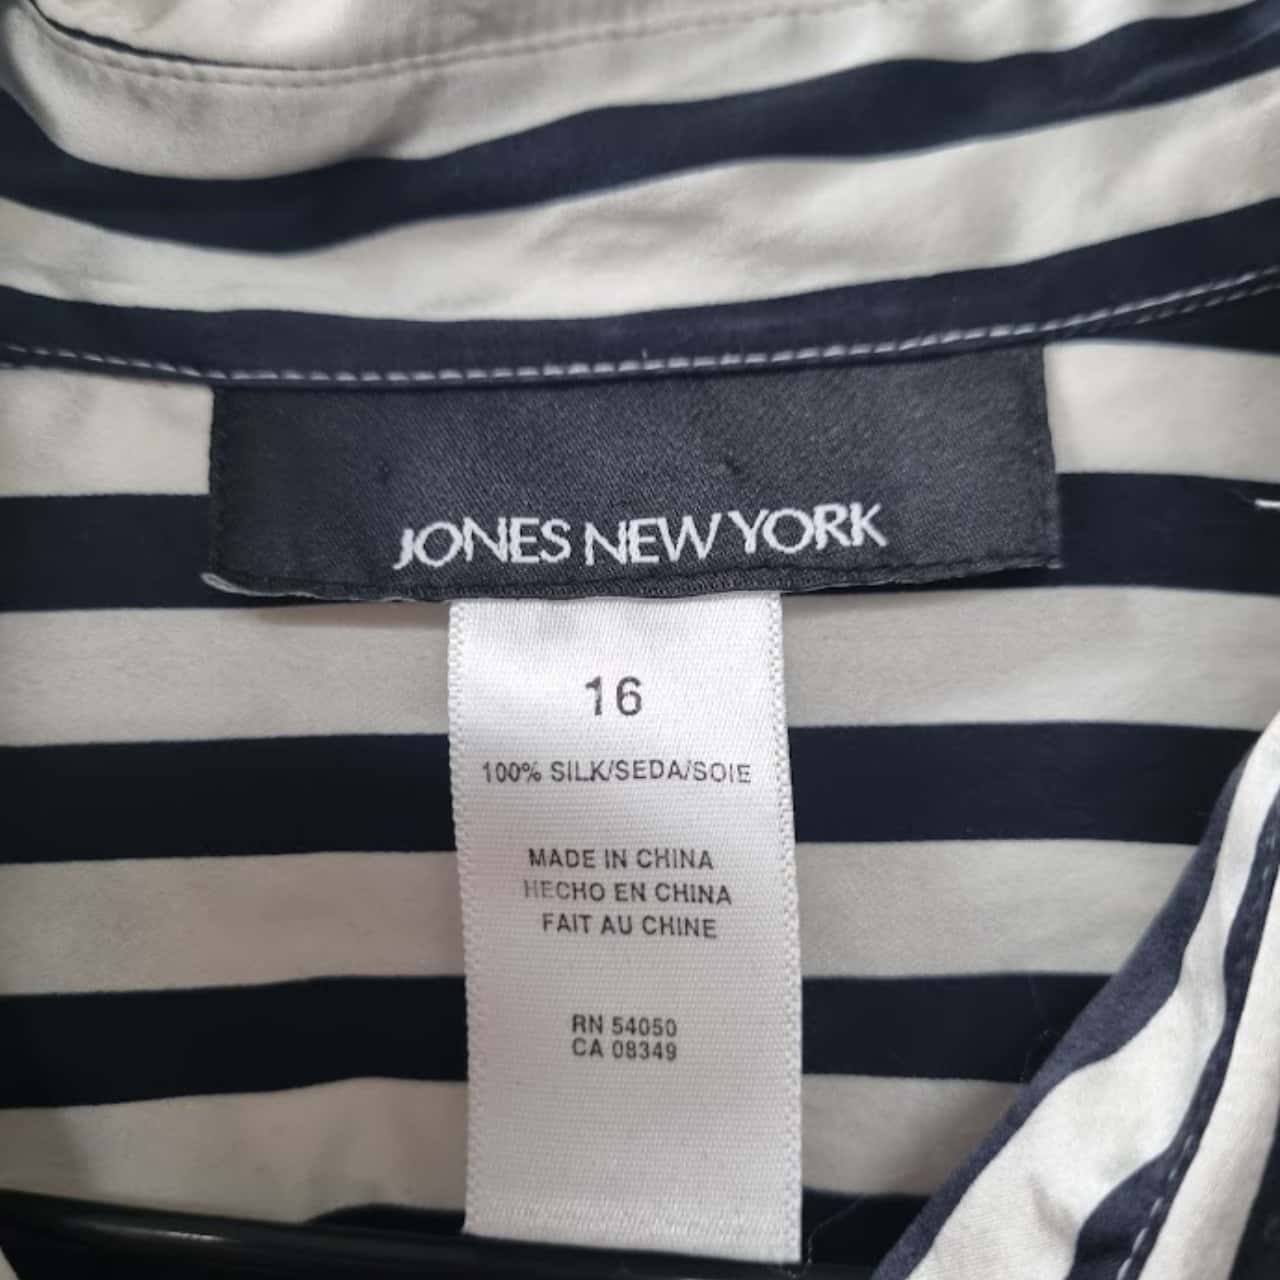 JONES NEW YORK
16
100% SILK/SEDA/SOIE
MADE IN CHINA
HECHO EN CHINA
FAIT AU CHINE
RN 54050
CA 08349